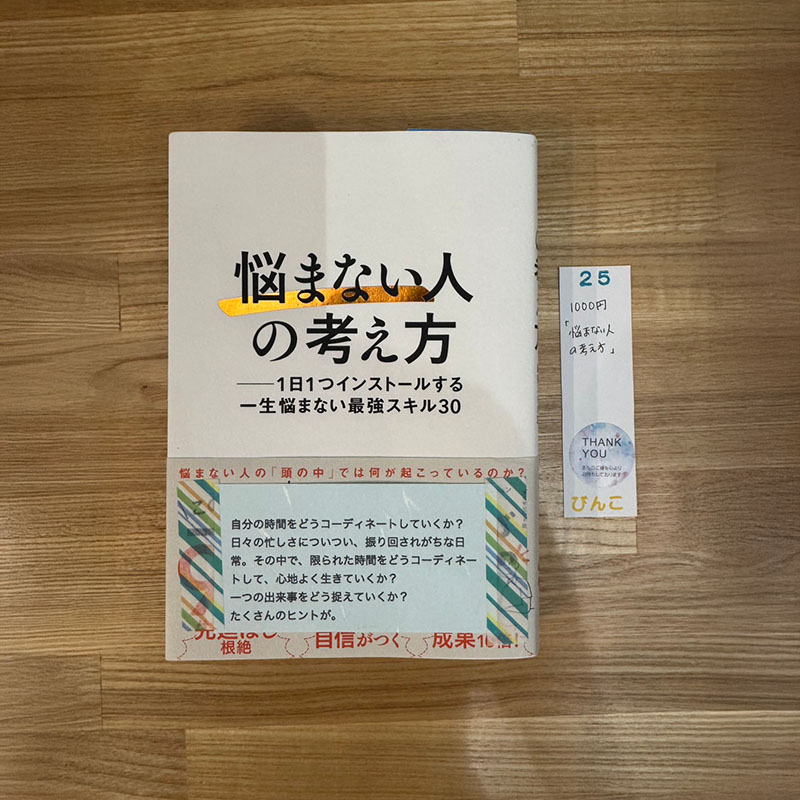 悩まない人
の考え方
──1日1つインストールする
一生悩まない最強スキル30
悩まない人の「頭の中」では何が起こっているのか?
自分の時間をどうコーディネートしていくか?
日々の忙しさについつい、振り回されがちな日
常。その中で、限られた時間をどうコーディネー
トして、心地よく生きていくか?
一つの出来事をどう捉えていくか?
たくさんのヒントが。
根絶
自信がつく
成果10倍!
25
1000円
「悩まない人
の考え方」
THANK
YOU
びんこ